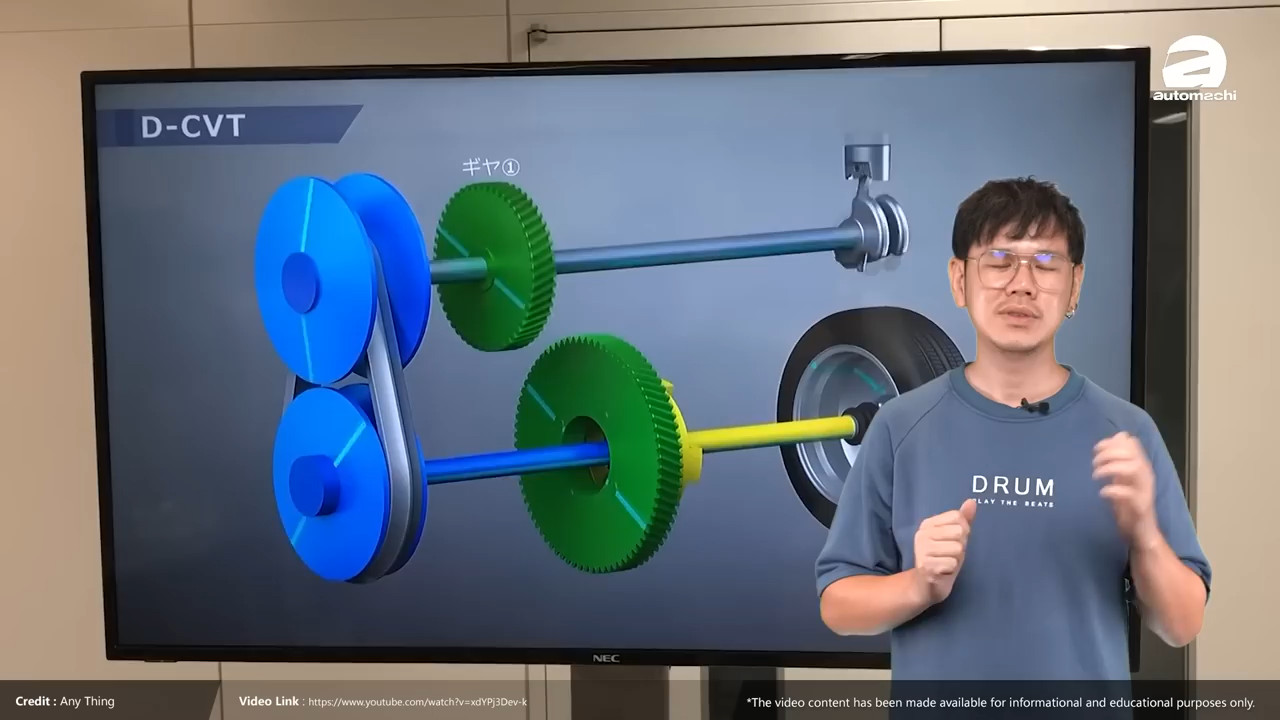 automachi
D-CVT
ギヤ①
DRUM
PLAY THE BEATS
NEC
Credit : Any Thing
Video Link : https://www.youtube.com/watch?v=xdYPj3Dev-k
*The video content has been made available for informational and educational purposes only.